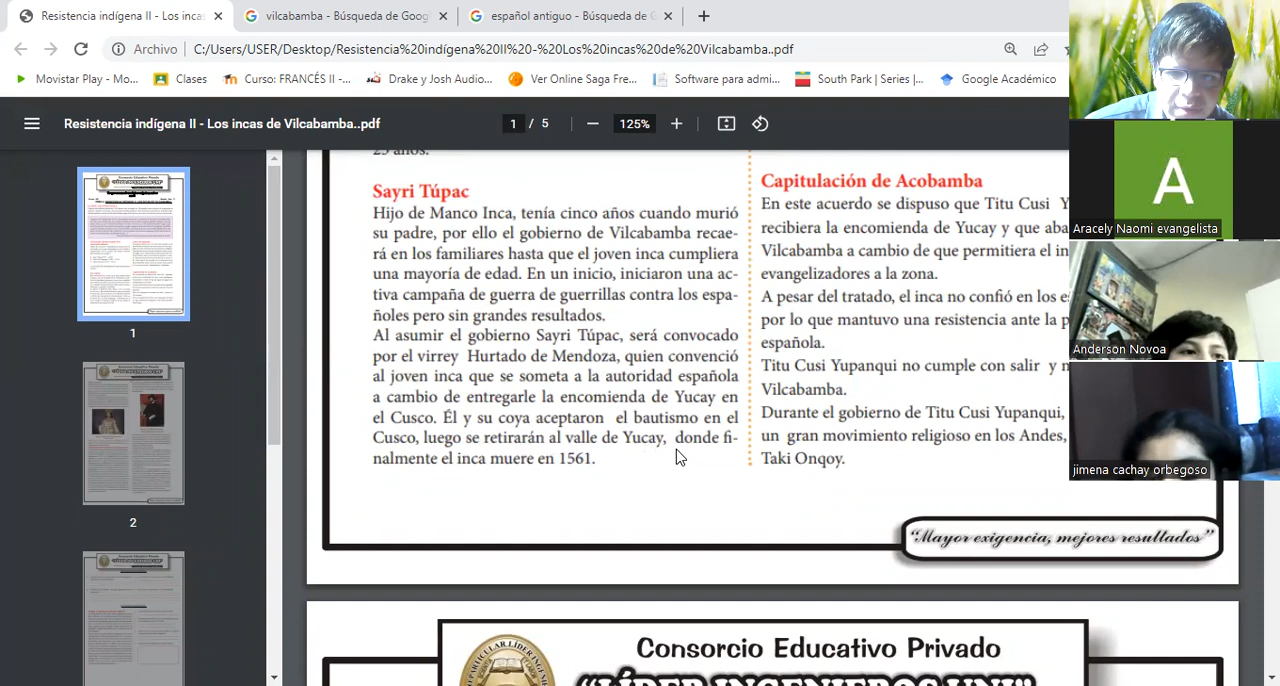 Resistencia indígena II - Los incas
vilcabamba - Búsqueda de Goog
español antiguo - Búsqueda de G
Archivo
C:/Users/USER/Desktop/Resistencia%20indígena%20II%20-%20Los%20incas%20de%20Vilcabamba..pdf
Movistar Play - Mo...
Clases
Curso: FRANCÉS II -...
Drake y Josh Audio...
Ver Online Saga Fre...
Software para admi...
South Park | Series |...
Google Académico
Resistencia indígena II - Los incas de Vilcabamba..pdf
1 / 5
125%
25 años.
Sayri Túpac
Hijo de Manco Inca, tenía cinco años cuando murió
su padre, por ello el gobierno de Vilcabamba recae-
ría en los familiares hasta que el joven inca cumpliera
una mayoría de edad. En un inicio, iniciaron una ac-
tiva campaña de guerra de guerrillas contra los espa-
ñoles pero sin grandes resultados.
Al asumir el gobierno Sayri Túpac, será convocado
por el virrey Hurtado de Mendoza, quien convenció
al joven inca que se someta a la autoridad española
a cambio de entregarle la encomienda de Yucay en
el Cusco. Él y su coya aceptaron el bautismo en el
Cusco, luego se retirarán al valle de Yucay, donde fi-
nalmente el inca muere en 1561.
Capitulación de Acobamba
En este acuerdo se dispuso que Titu Cusi Y
recibiera la encomienda de Yucay y que aba
Vilcabamba a cambio de que permitiera el in
evangelizadores a la zona.
A pesar del tratado, el inca no confió en los e
por lo que mantuvo una resistencia ante la p
española.
Titu Cusi Yupanqui no cumple con salir y n
Vilcabamba.
Durante el gobierno de Titu Cusi Yupanqui,
un gran movimiento religioso en los Andes,
Taki Onqoy.
"Mayor exigencia, mejores resultados"
Consorcio Educativo Privado
"LÍDER INGENIEROS UNI"
1
2
A
Aracely Naomi evangelista
Anderson Novoa
jimena cachay orbegoso